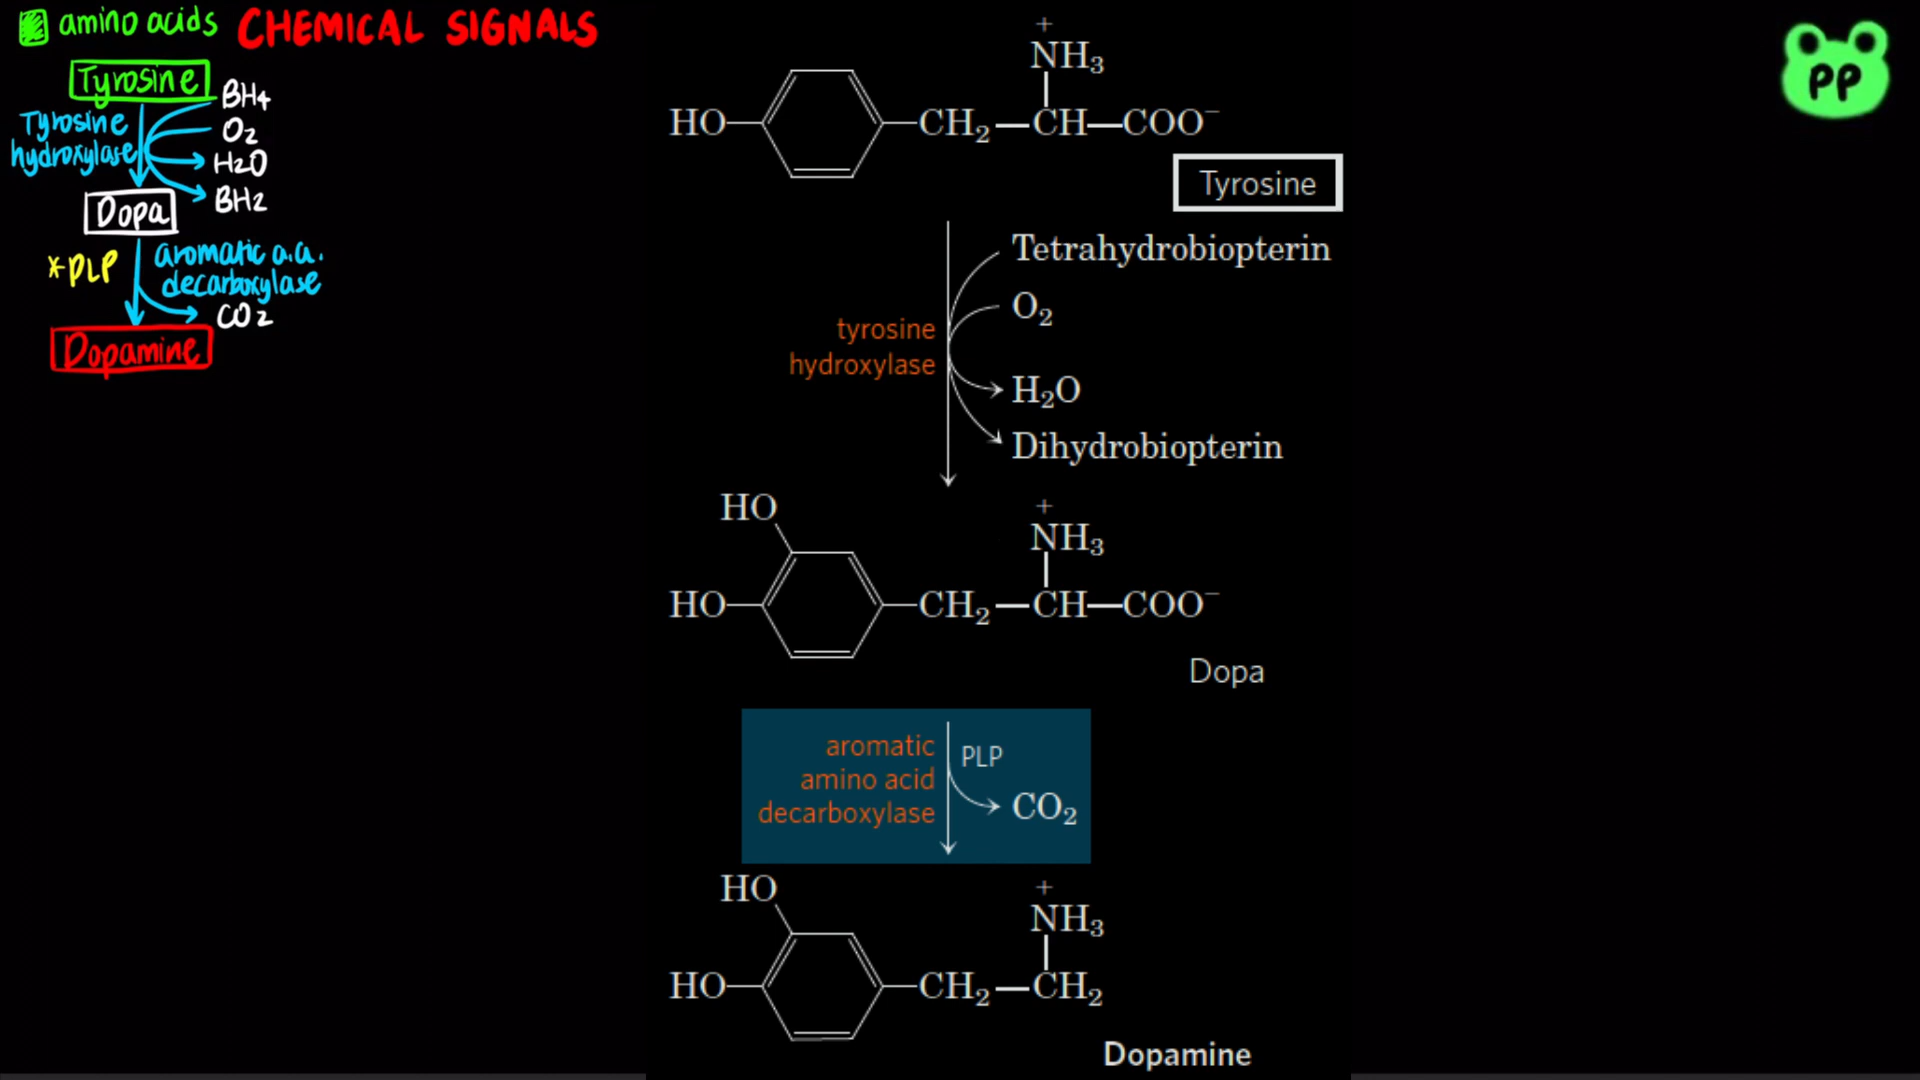 amino acids CHEMICAL SIGNALS
Tyrosine
BH4
Tyrosine
hydroxylase
O2
H2O
BH2
Dopa
*PLP
aromatic a.a.
decarboxylase
CO2
Dopamine
+
NH₃
HO CH₂—CH—COO⁻
Tyrosine
Tetrahydrobiopterin
O₂
tyrosine
hydroxylase
H₂O
Dihydrobiopterin
HO
+
NH₃
HO CH₂—CH—COO⁻
Dopa
aromatic
amino acid
decarboxylase
PLP
CO₂
HO
+
NH₃
HO CH₂—CH₂
Dopamine
PP